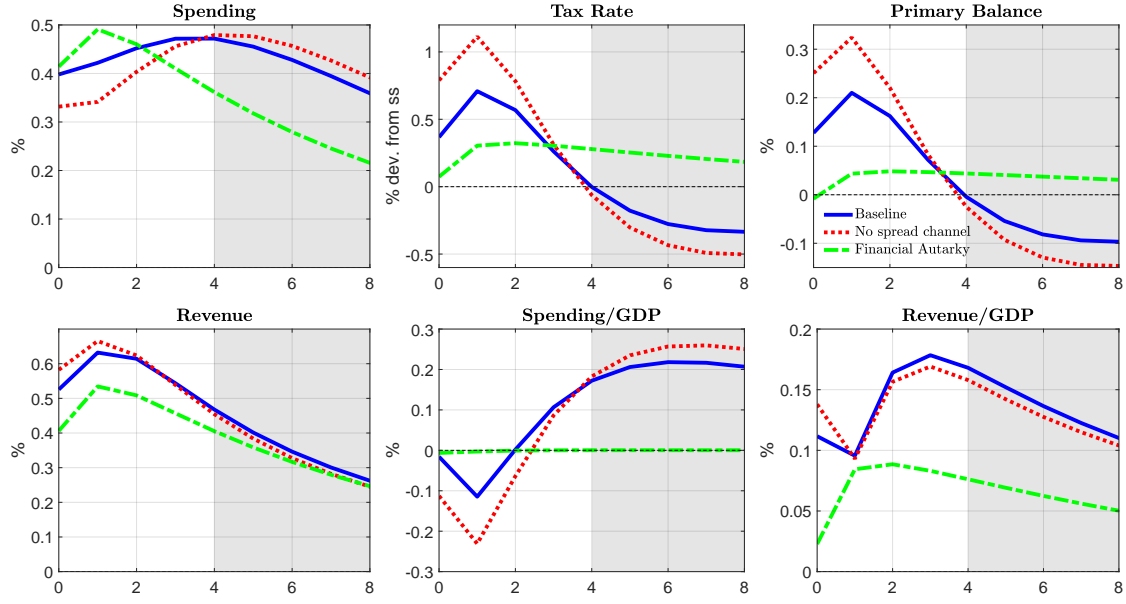 Spending
%
0.5
0.4
0.3
0.2
0.1
0
0 2 4 6 8
Tax Rate
% dev. from ss
1
0.5
0
-0.5
0 2 4 6 8
Primary Balance
%
0.3
0.2
0.1
0
-0.1
Baseline
No spread channel
Financial Autarky
0 2 4 6 8
Revenue
%
0.6
0.5
0.4
0.3
0.2
0.1
0
0 2 4 6 8
Spending/GDP
%
0.3
0.2
0.1
0
-0.1
-0.2
-0.3
0 2 4 6 8
Revenue/GDP
%
0.2
0.15
0.1
0.05
0
0 2 4 6 8